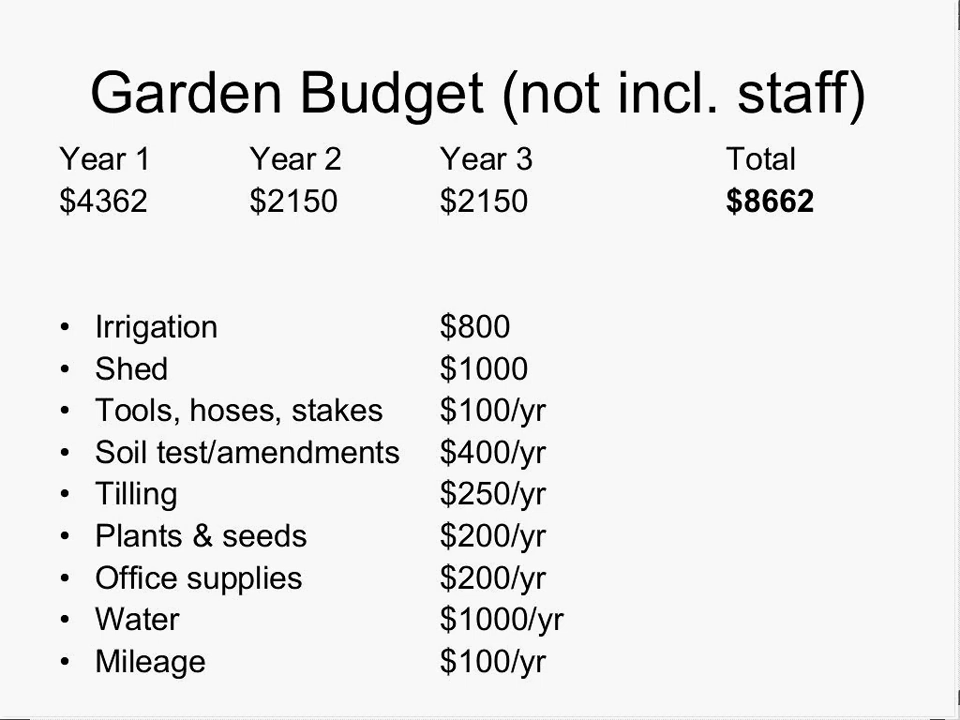 Garden Budget (not incl. staff)
Year 1 Year 2 Year 3 Total
$4362 $2150 $2150 $8662
• Irrigation $800
• Shed $1000
• Tools, hoses, stakes $100/yr
• Soil test/amendments $400/yr
• Tilling $250/yr
• Plants & seeds $200/yr
• Office supplies $200/yr
• Water $1000/yr
• Mileage $100/yr